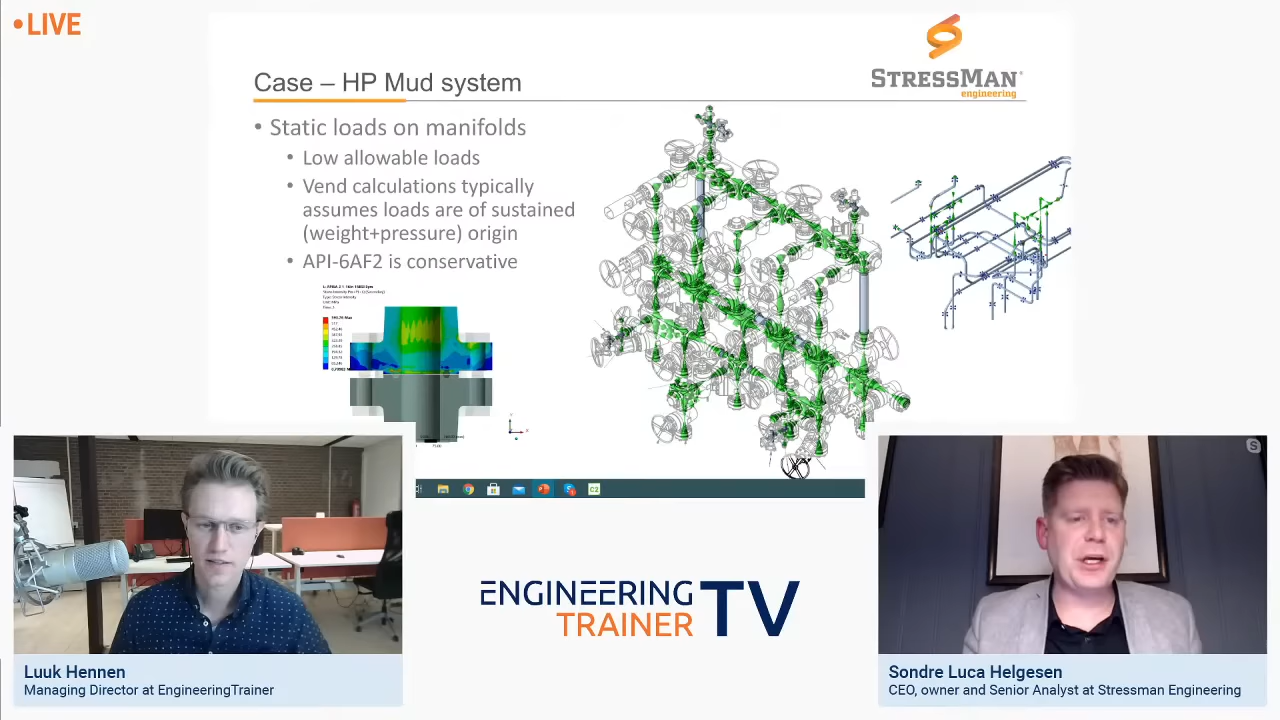 •LIVE
STRESSMAN®
engineering
Case – HP Mud system
• Static loads on manifolds
• Low allowable loads
• Vend calculations typically
assumes loads are of sustained
(weight+pressure) origin
• API-6AF2 is conservative
C2
ENGINEERING
TRAINER
TV
Luuk Hennen
Managing Director at EngineeringTrainer
Sondre Luca Helgesen
CEO, owner and Senior Analyst at Stressman Engineering